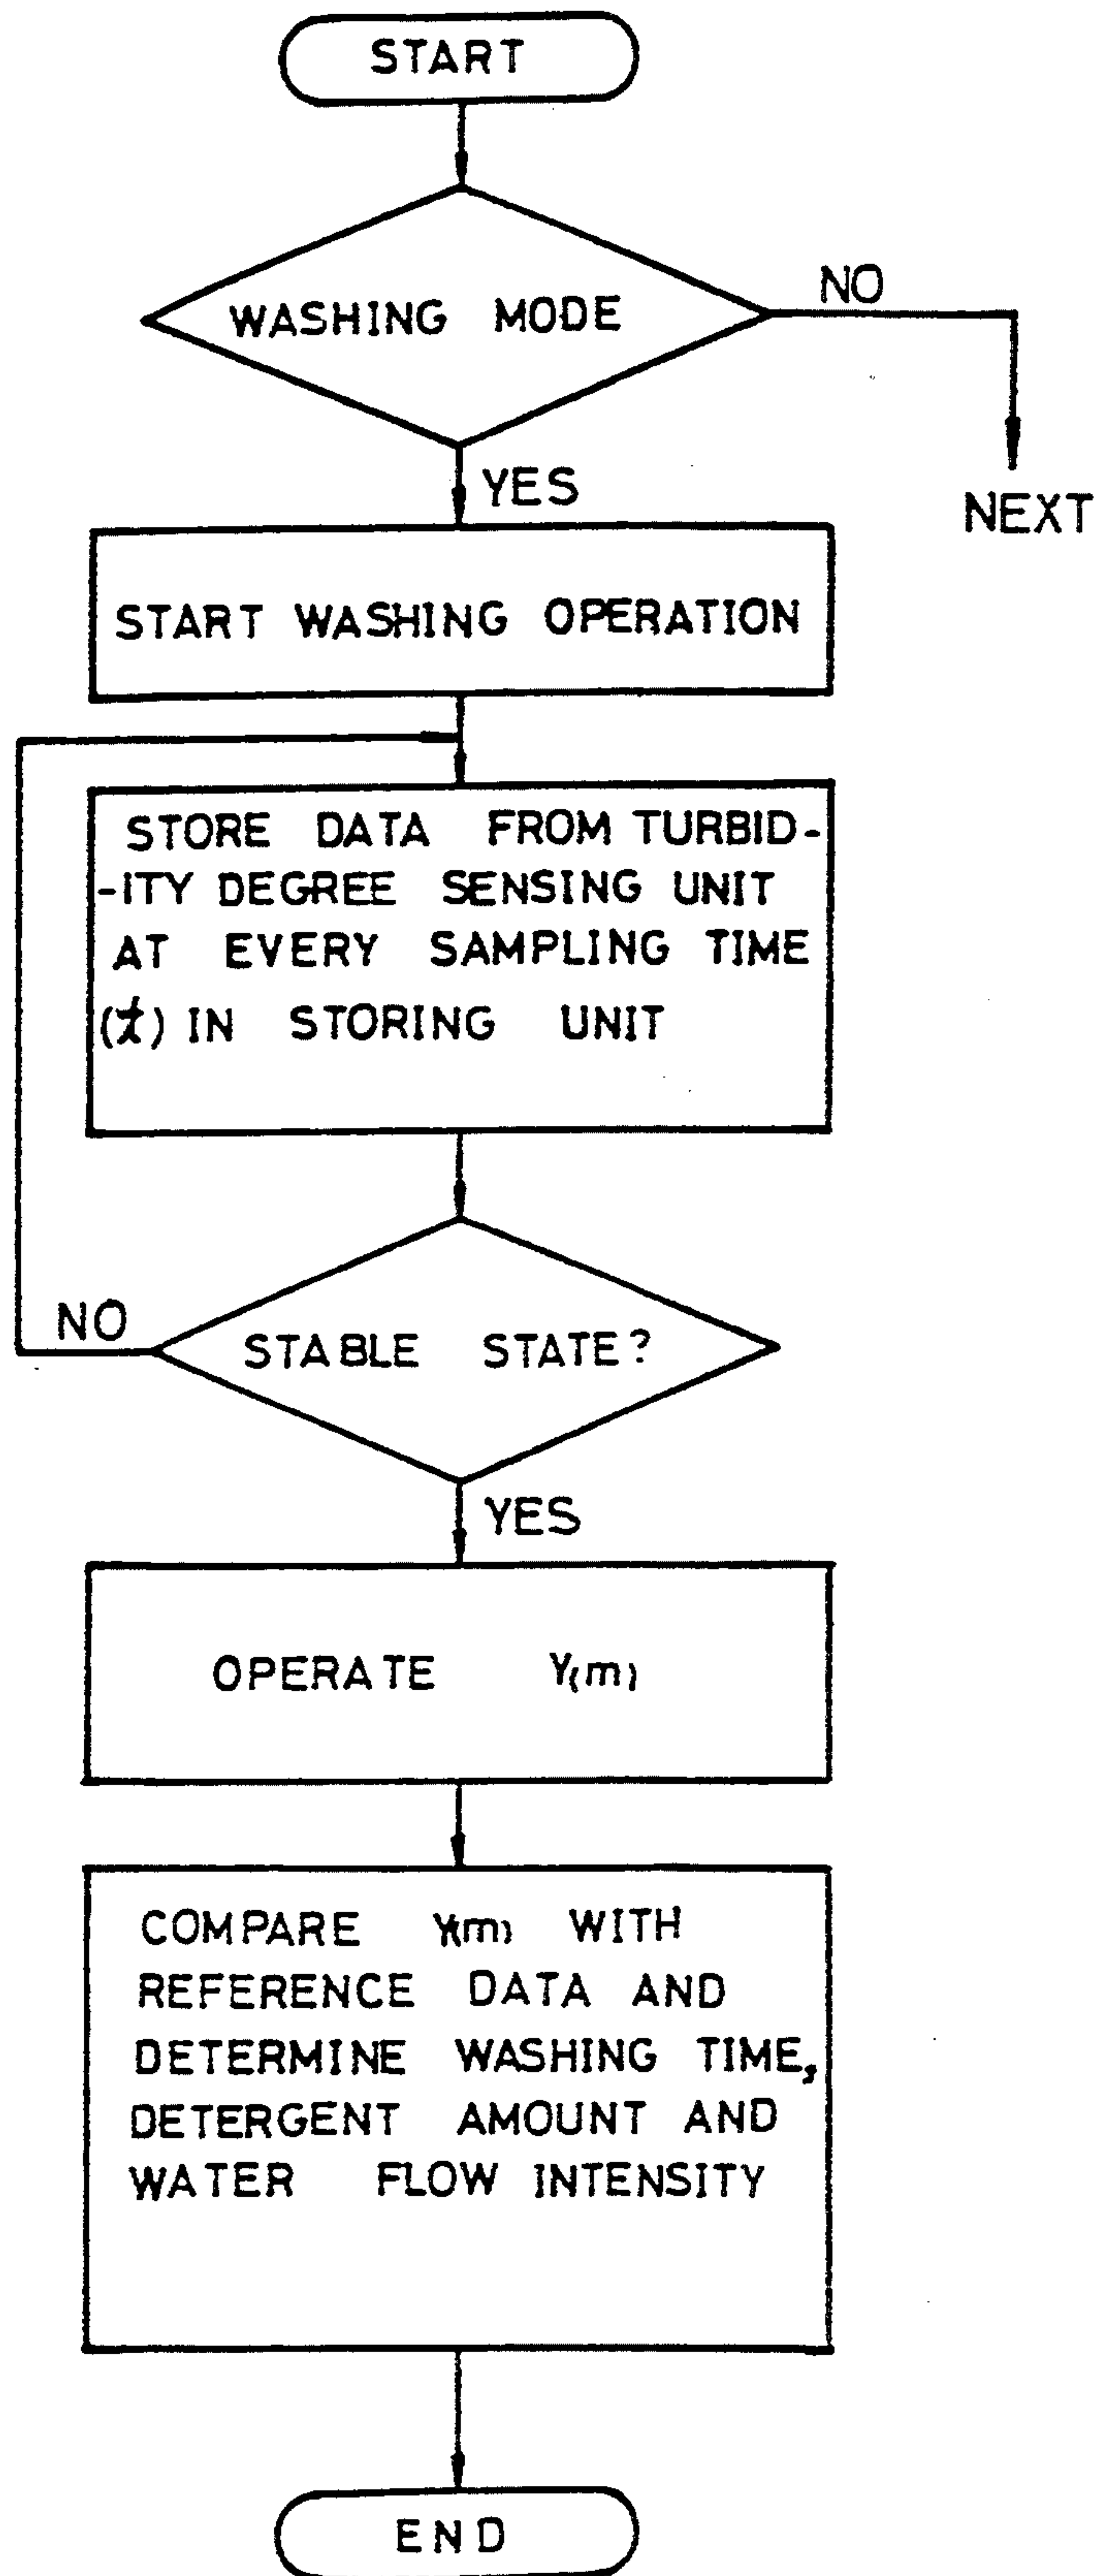 START
WASHING MODE
NO
NEXT
YES
START WASHING OPERATION
STORE DATA FROM TURBID-
-ITY DEGREE SENSING UNIT
AT EVERY SAMPLING TIME
(t) IN STORING UNIT
STABLE STATE?
NO
YES
OPERATE Y(m)
COMPARE Y(m) WITH
REFERENCE DATA AND
DETERMINE WASHING TIME,
DETERGENT AMOUNT AND
WATER FLOW INTENSITY
END